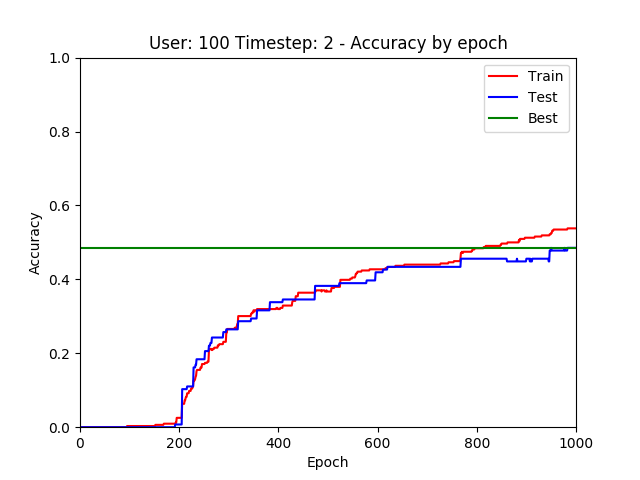 User: 100 Timestep: 2 - Accuracy by epoch
1.0
Train
Test
Best
0.8
0.6
Accuracy
0.4
0.2
0.0
0 200 400 600 800 1000
Epoch